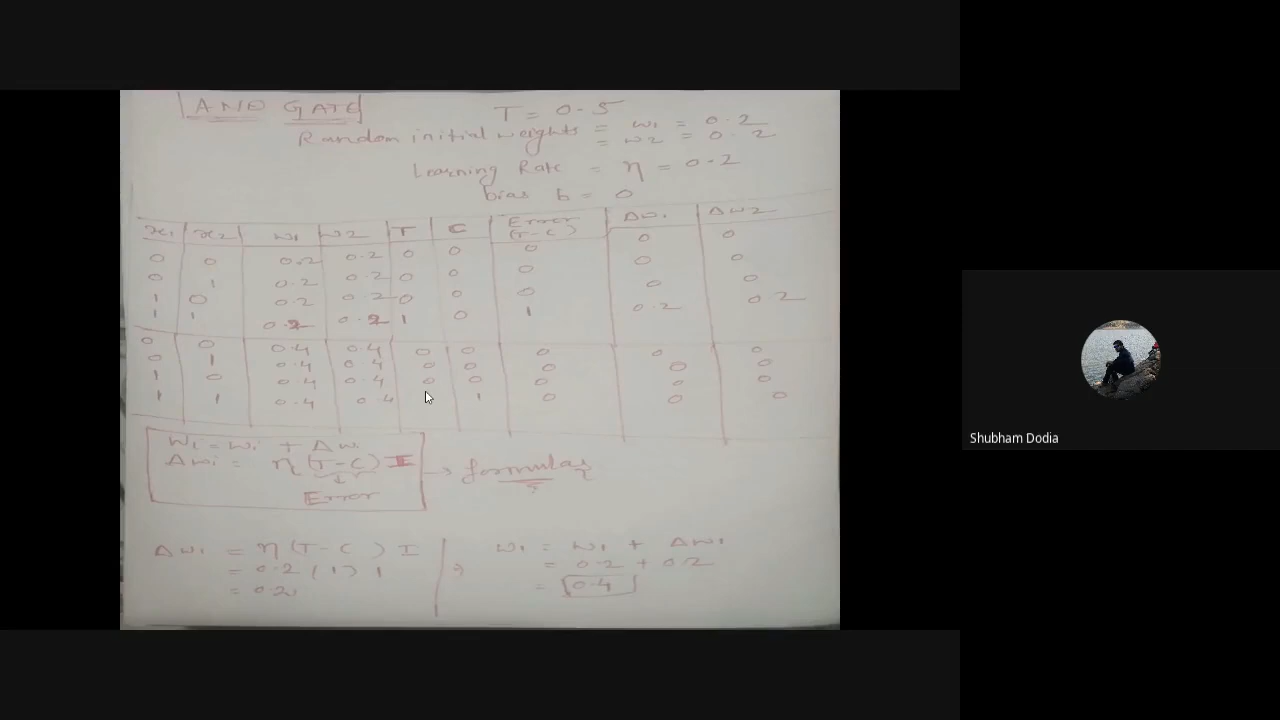 AND GATE
T = 0.5
Random initial weights = w1 = 0.2
= w2 = 0.2
Learning Rate = η = 0.2
bias b = 0
x1 x2 w1 w2 T C Error (T-C) Δw1 Δw2
0 0 0.2 0.2 0 0 0 0 0
0 1 0.2 0.2 0 0 0 0 0
1 0 0.2 0.2 0 0 0 0 0
1 1 0.2 0.2 1 0 1 0.2 0.2
0 0 0.4 0.4 0 0 0 0 0
0 1 0.4 0.4 0 0 0 0 0
1 0 0.4 0.4 0 0 0 0 0
1 1 0.4 0.4 1 0 0 0
Wi = Wi + Δwi
Δwi = η (T-C) I → formulas
Error
Δw1 = η (T-C) I
= 0.2 (1) 1
= 0.2
⇒ w1 = w1 + Δw1
= 0.2 + 0.2
= 0.4
Shubham Dodia